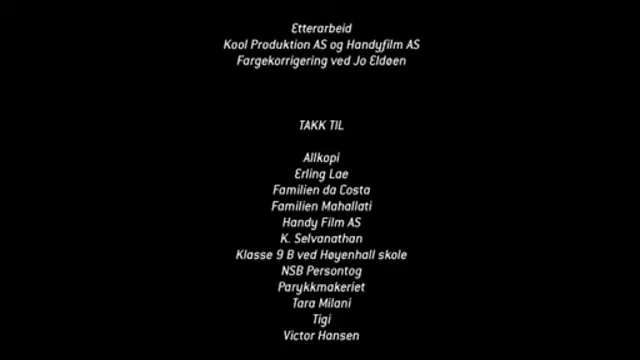 Etterarbeid
Kool Produktion AS og Handyfilm AS
Fargekorrigering ved Jo Eldøen
TAKK TIL
Allkopi
Erling Lae
Familien da Costa
Familien Mahallati
Handy Film AS
K. Selvanathan
Klasse 9 B ved Høyenhall skole
NSB Persontog
Parykkmakeriet
Tara Milani
Tigi
Victor Hansen